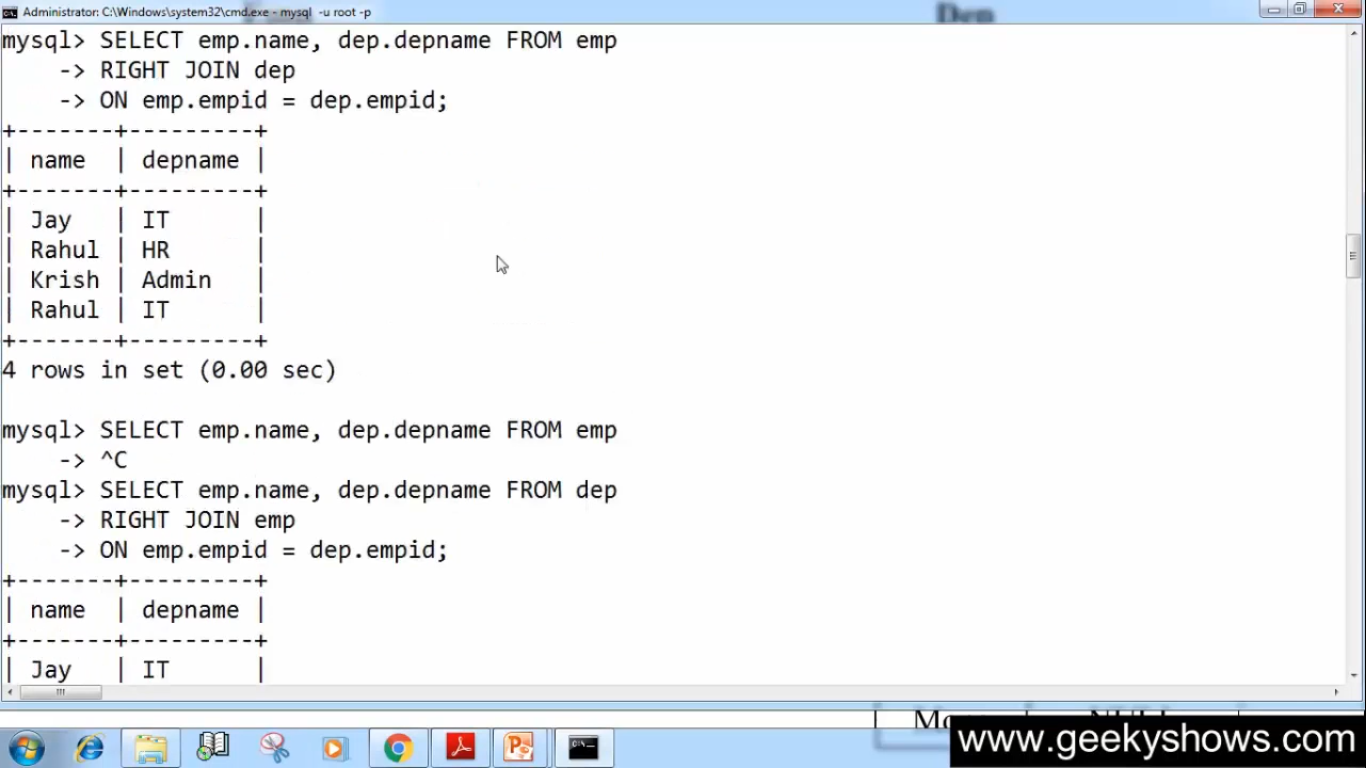 Administrator: C:\Windows\system32\cmd.exe - mysql -u root -p
Dep
mysql> SELECT emp.name, dep.depname FROM emp
-> RIGHT JOIN dep
-> ON emp.empid = dep.empid;
+-------+---------+
| name | depname |
+-------+---------+
| Jay | IT |
| Rahul | HR |
| Krish | Admin |
| Rahul | IT |
+-------+---------+
4 rows in set (0.00 sec)
mysql> SELECT emp.name, dep.depname FROM emp
-> ^C
mysql> SELECT emp.name, dep.depname FROM dep
-> RIGHT JOIN emp
-> ON emp.empid = dep.empid;
+-------+---------+
| name | depname |
+-------+---------+
| Jay | IT |
www.geekyshows.com